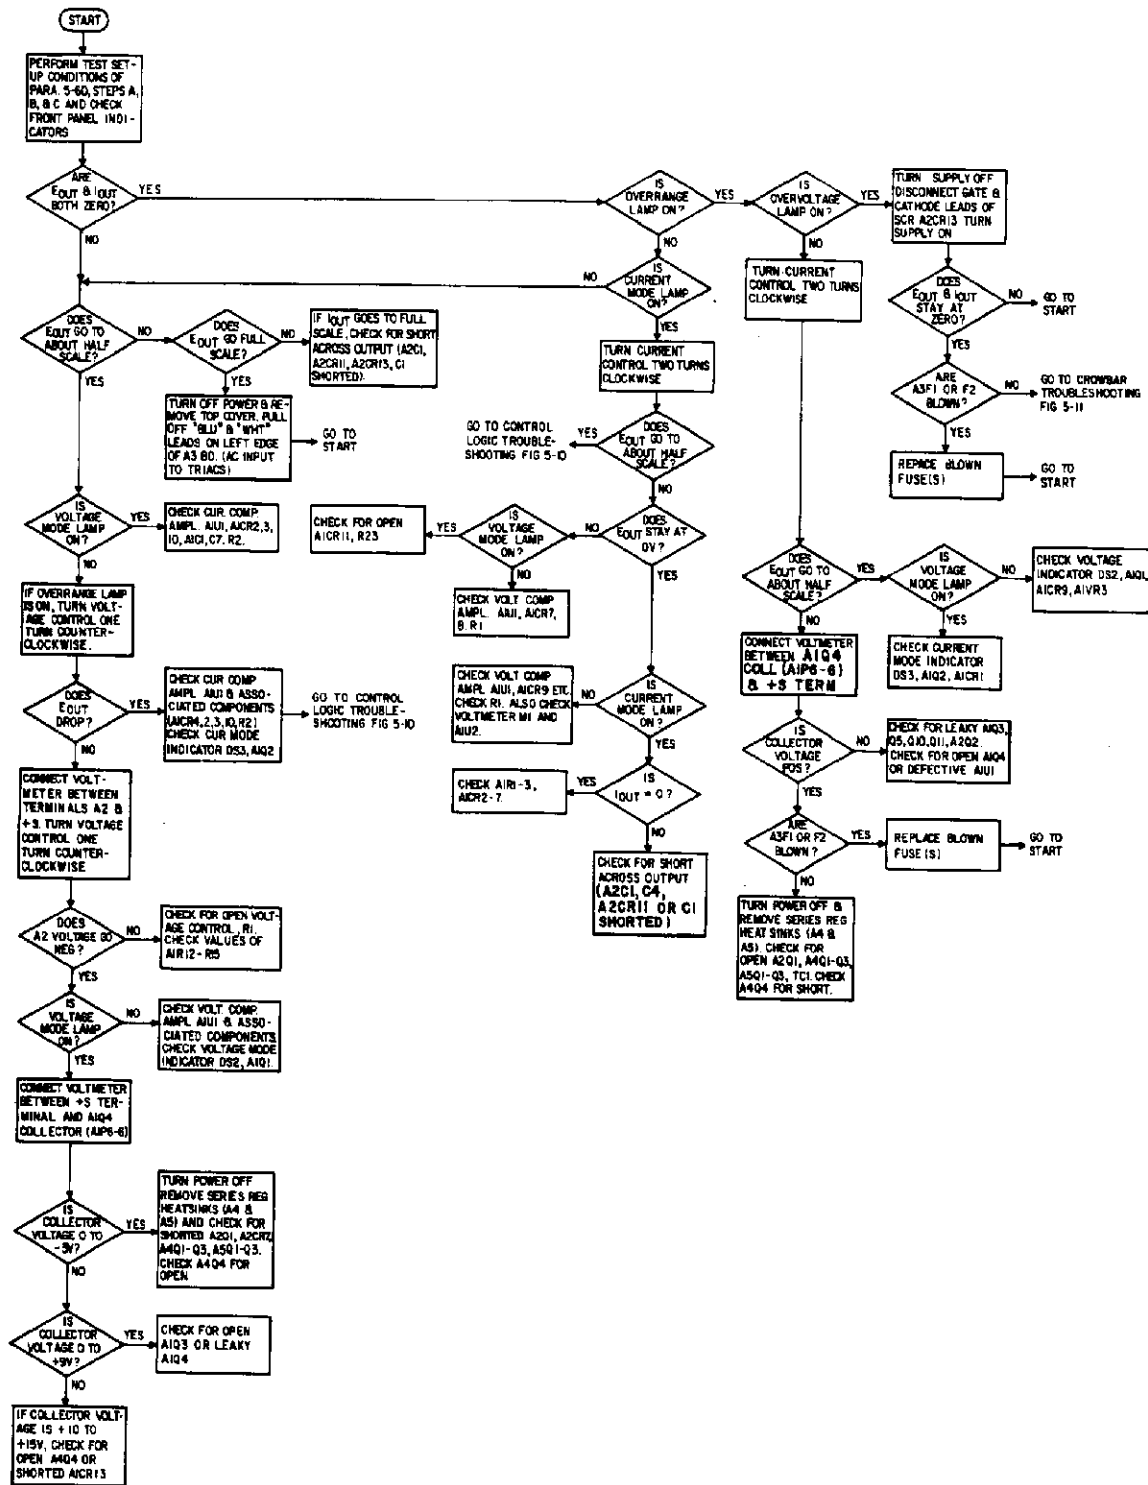 START
PERFORM TEST SET-
UP CONDITIONS OF
PARA. 5-60, STEPS A,
B, & C AND CHECK
FRONT PANEL INDI-
CATORS
ARE
EOUT & IOUT
BOTH ZERO?
YES
NO
IS
OVERRANGE
LAMP ON?
YES
NO
IS
OVERVOLTAGE
LAMP ON?
YES
NO
TURN SUPPLY OFF
DISCONNECT GATE &
CATHODE LEADS OF
SCR A2CR13 TURN
SUPPLY ON
IS
CURRENT
MODE LAMP
ON?
NO
YES
TURN CURRENT
CONTROL TWO TURNS
CLOCKWISE
DOES
EOUT & IOUT
STAY AT
ZERO?
NO
GO TO
START
YES
DOES
EOUT GO TO
ABOUT HALF
SCALE?
NO
YES
DOES
EOUT GO FULL
SCALE?
NO
YES
IF IOUT GOES TO FULL
SCALE, CHECK FOR SHORT
ACROSS OUTPUT (A2C1,
A2CR11, A2CR13, C1
SHORTED).
TURN CURRENT
CONTROL TWO TURNS
CLOCKWISE
ARE
A3F1 OR F2
BLOWN?
NO
GO TO CROWBAR
TROUBLESHOOTING
FIG 5-11
YES
TURN OFF POWER & RE-
MOVE TOP COVER. PULL
OFF "BLU" & "WHT"
LEADS ON LEFT EDGE
OF A3 BD. (AC INPUT
TO TRIACS)
GO TO
START
GO TO CONTROL
LOGIC TROUBLE-
SHOOTING FIG 5-10
YES
DOES
EOUT GO TO
ABOUT HALF
SCALE?
NO
REPACE BLOWN
FUSE(S)
GO TO
START
IS
VOLTAGE
MODE LAMP
ON?
YES
NO
CHECK CUR. COMP.
AMPL. A1U1, A1CR2,3,
10, A1C1, C7, R2.
CHECK FOR OPEN
A1CR11, R23
YES
IS
VOLTAGE
MODE LAMP
ON?
NO
NO
DOES
EOUT STAY AT
0V?
YES
DOES
EOUT GO TO
ABOUT HALF
SCALE?
YES
NO
IS
VOLTAGE
MODE LAMP
ON?
NO
YES
CHECK VOLTAGE
INDICATOR DS2, A1Q1,
A1CR9, A1VR3
IF OVERRANGE LAMP
IS ON, TURN VOLT-
AGE CONTROL ONE
TURN COUNTER-
CLOCKWISE.
CHECK VOLT COMP
AMPL. A1U1, A1CR7,
8, R1
CONNECT VOLTMETER
BETWEEN A1Q4
COLL (A1P6-6)
& +S TERM
CHECK CURRENT
MODE INDICATOR
DS3, A1Q2, A1CR1
DOES
EOUT
DROP?
YES
NO
CHECK CUR COMP
AMPL A1U1 & ASSO-
CIATED COMPONENTS
(A1CR4,2,3,10,R2)
CHECK CUR MODE
INDICATOR DS3, A1Q2
GO TO CONTROL
LOGIC TROUBLE-
SHOOTING FIG 5-10
CHECK VOLT COMP
AMPL A1U1, A1CR9 ETC.
CHECK R1. ALSO CHECK
VOLTMETER M1 AND
A1U2.
NO
IS
CURRENT
MODE LAMP
ON?
YES
IS
COLLECTOR
VOLTAGE
POS?
NO
YES
CHECK FOR LEAKY A1Q3,
Q5, Q10, Q11, A2Q2.
CHECK FOR OPEN A1Q4
OR DEFECTIVE A1U1
CONNECT VOLT-
METER BETWEEN
TERMINALS A2 &
+S. TURN VOLTAGE
CONTROL ONE
TURN COUNTER-
CLOCKWISE
CHECK A1R1-3,
A1CR2-7.
YES
IS
IOUT = 0?
NO
ARE
A3F1 OR F2
BLOWN?
YES
NO
REPLACE BLOWN
FUSE(S)
GO TO
START
CHECK FOR SHORT
ACROSS OUTPUT
(A2C1, C4,
A2CR11 OR C1
SHORTED)
TURN POWER OFF &
REMOVE SERIES REG
HEAT SINKS (A4 &
A5). CHECK FOR
OPEN A2Q1, A4Q1-Q3,
A5Q1-Q3, TC1. CHECK
A4Q4 FOR SHORT.
DOES
A2 VOLTAGE GO
NEG?
NO
YES
CHECK FOR OPEN VOLT-
AGE CONTROL, R1.
CHECK VALUES OF
A1R12-R15
IS
VOLTAGE
MODE LAMP
ON?
NO
YES
CHECK VOLT. COMP.
AMPL. A1U1 & ASSO-
CIATED COMPONENTS.
CHECK VOLTAGE MODE
INDICATOR DS2, A1Q1.
CONNECT VOLTMETER
BETWEEN +S TER-
MINAL AND A1Q4
COLLECTOR (A1P6-6)
IS
COLLECTOR
VOLTAGE 0 TO
-5V?
YES
NO
TURN POWER OFF
REMOVE SERIES REG
HEATSINKS (A4 &
A5) AND CHECK FOR
SHORTED A2Q1, A2CR7,
A4Q1-Q3, A5Q1-Q3.
CHECK A4Q4 FOR
OPEN
IS
COLLECTOR
VOLTAGE 0 TO
+9V?
YES
NO
CHECK FOR OPEN
A1Q3 OR LEAKY
A1Q4
IF COLLECTOR VOLT-
AGE IS +10 TO
+15V, CHECK FOR
OPEN A4Q4 OR
SHORTED A1CR13